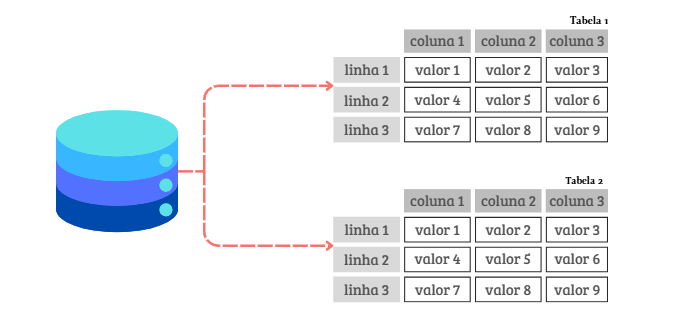 Tabela 1
coluna 1 coluna 2 coluna 3
linha 1 valor 1 valor 2 valor 3
linha 2 valor 4 valor 5 valor 6
linha 3 valor 7 valor 8 valor 9
Tabela 2
coluna 1 coluna 2 coluna 3
linha 1 valor 1 valor 2 valor 3
linha 2 valor 4 valor 5 valor 6
linha 3 valor 7 valor 8 valor 9